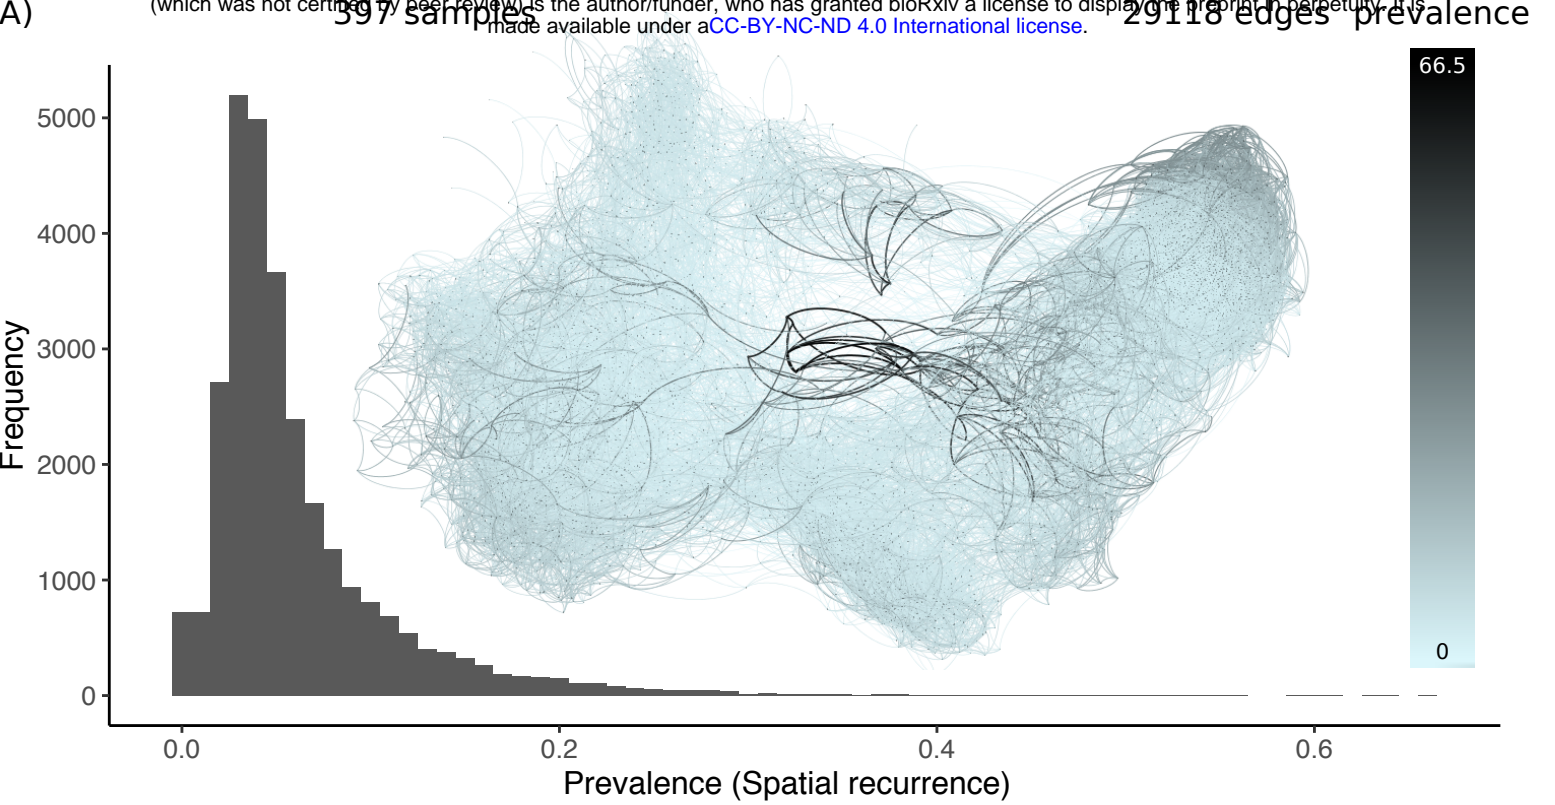 (which was not certified by peer review) is the author/funder, who has granted bioRxiv a license to display the preprint in perpetuity. It is
A) 397 samples 29118 edges prevalence
made available under aCC-BY-NC-ND 4.0 International license.
66.5
5000
4000
3000
2000
1000
0
Frequency
0
0.0 0.2 0.4 0.6
Prevalence (Spatial recurrence)